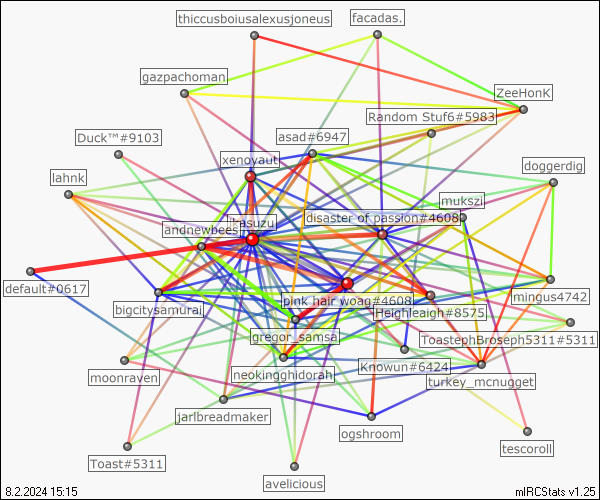 thiccusboiusalexusjoneus
facadas.
gazpachoman
ZeeHonK
Random Stuf6#5983
Duck™#9103
asad#6947
xenoyaut
doggerdig
lahnk
mukszi
itasuzu
disaster of passion#4608
andnewbees
default#0617
pink hair woag#4608
mingus4742
bigcitysamurai
Heighleaigh#8575
gregor_samsa
ToastephBroseph5311#5311
Knowun#6424
moonraven
neokingghidorah
turkey_mcnugget
jarlbreadmaker
ogshroom
tescoroll
Toast#5311
avelicious
8.2.2024 15:15
mIRCStats v1.25